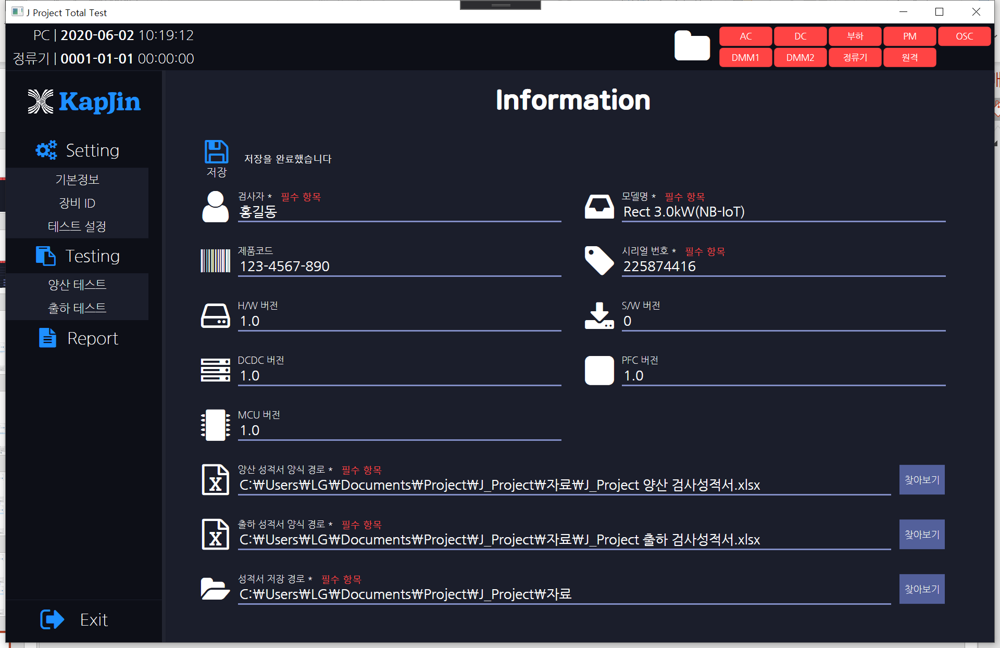 J Project Total Test
PC | 2020-06-02 10:19:12
정류기 | 0001-01-01 00:00:00
AC DC 부하 PM OSC
DMM1 DMM2 정류기 원격
KapJin
Setting
기본정보
장비 ID
테스트 설정
Testing
양산 테스트
출하 테스트
Report
Exit
Information
저장을 완료했습니다
저장
검사자 * 필수 항목
홍길동
모델명 * 필수 항목
Rect 3.0kW(NB-IoT)
제품코드
123-4567-890
시리얼 번호 * 필수 항목
225874416
H/W 버전
1.0
S/W 버전
0
DCDC 버전
1.0
PFC 버전
1.0
MCU 버전
1.0
양산 성적서 양식 경로 * 필수 항목
C:₩Users₩LG₩Documents₩Project₩J_Project₩자료₩J_Project 양산 검사성적서.xlsx
찾아보기
출하 성적서 양식 경로 * 필수 항목
C:₩Users₩LG₩Documents₩Project₩J_Project₩자료₩J_Project 출하 검사성적서.xlsx
찾아보기
성적서 저장 경로 * 필수 항목
C:₩Users₩LG₩Documents₩Project₩J_Project₩자료
찾아보기